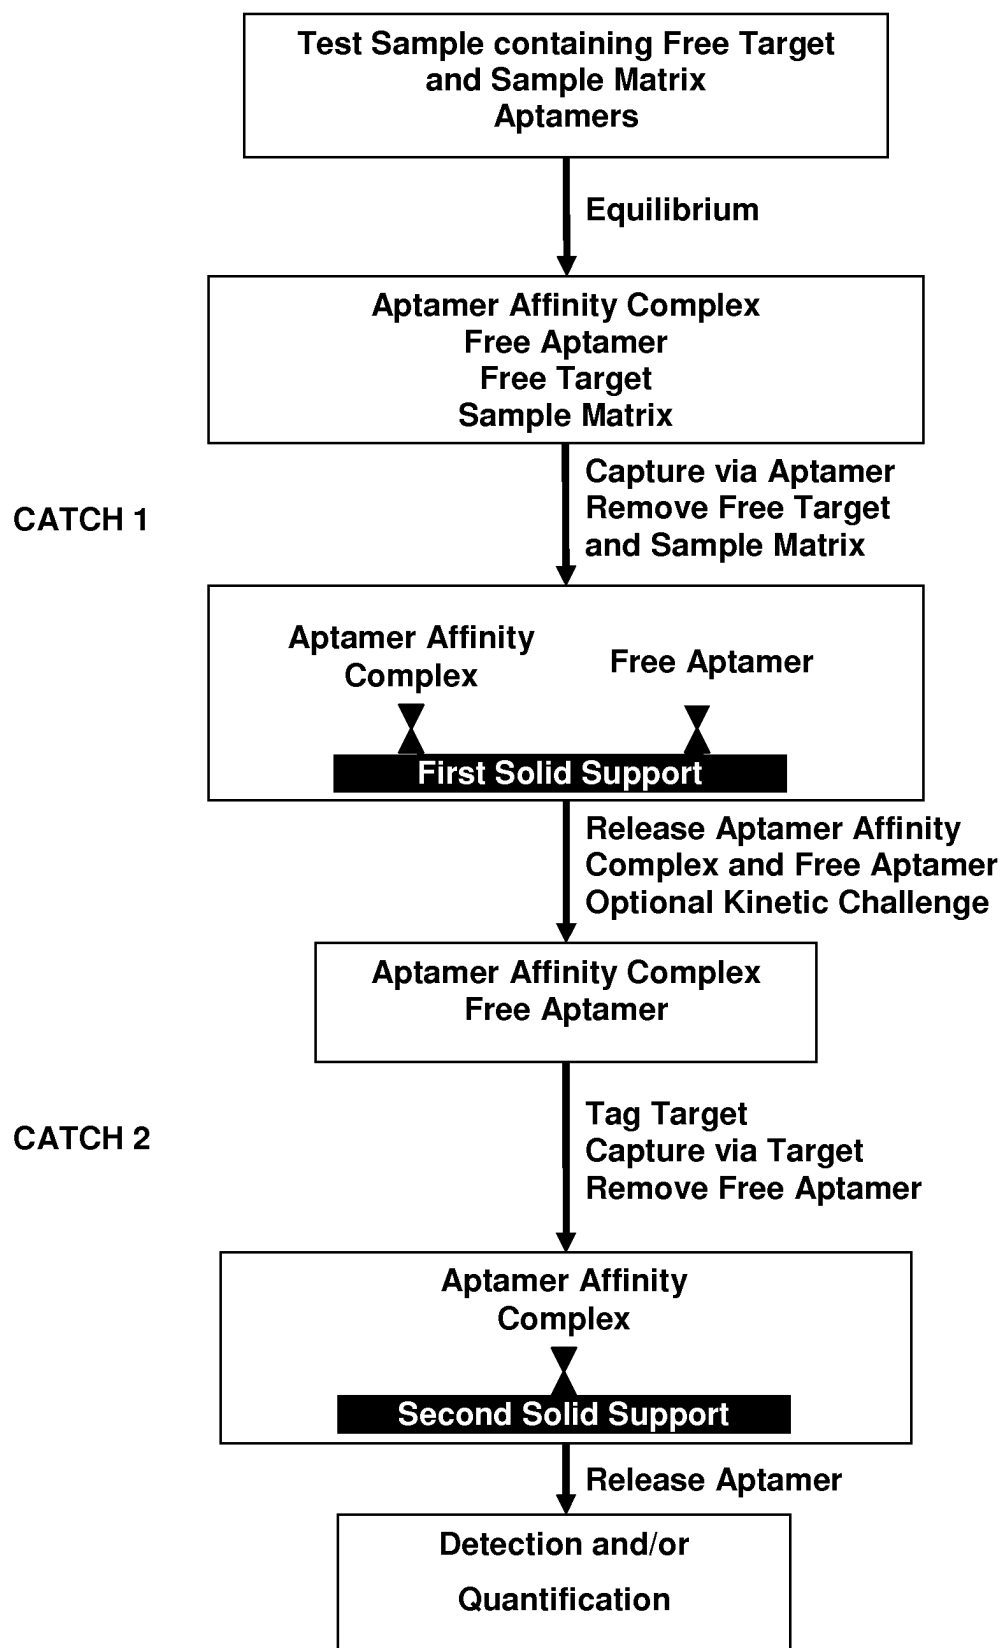 Test Sample containing Free Target
and Sample Matrix
Aptamers
Equilibrium
Aptamer Affinity Complex
Free Aptamer
Free Target
Sample Matrix
CATCH 1
Capture via Aptamer
Remove Free Target
and Sample Matrix
Aptamer Affinity
Complex
Free Aptamer
First Solid Support
Release Aptamer Affinity
Complex and Free Aptamer
Optional Kinetic Challenge
Aptamer Affinity Complex
Free Aptamer
CATCH 2
Tag Target
Capture via Target
Remove Free Aptamer
Aptamer Affinity
Complex
Second Solid Support
Release Aptamer
Detection and/or
Quantification